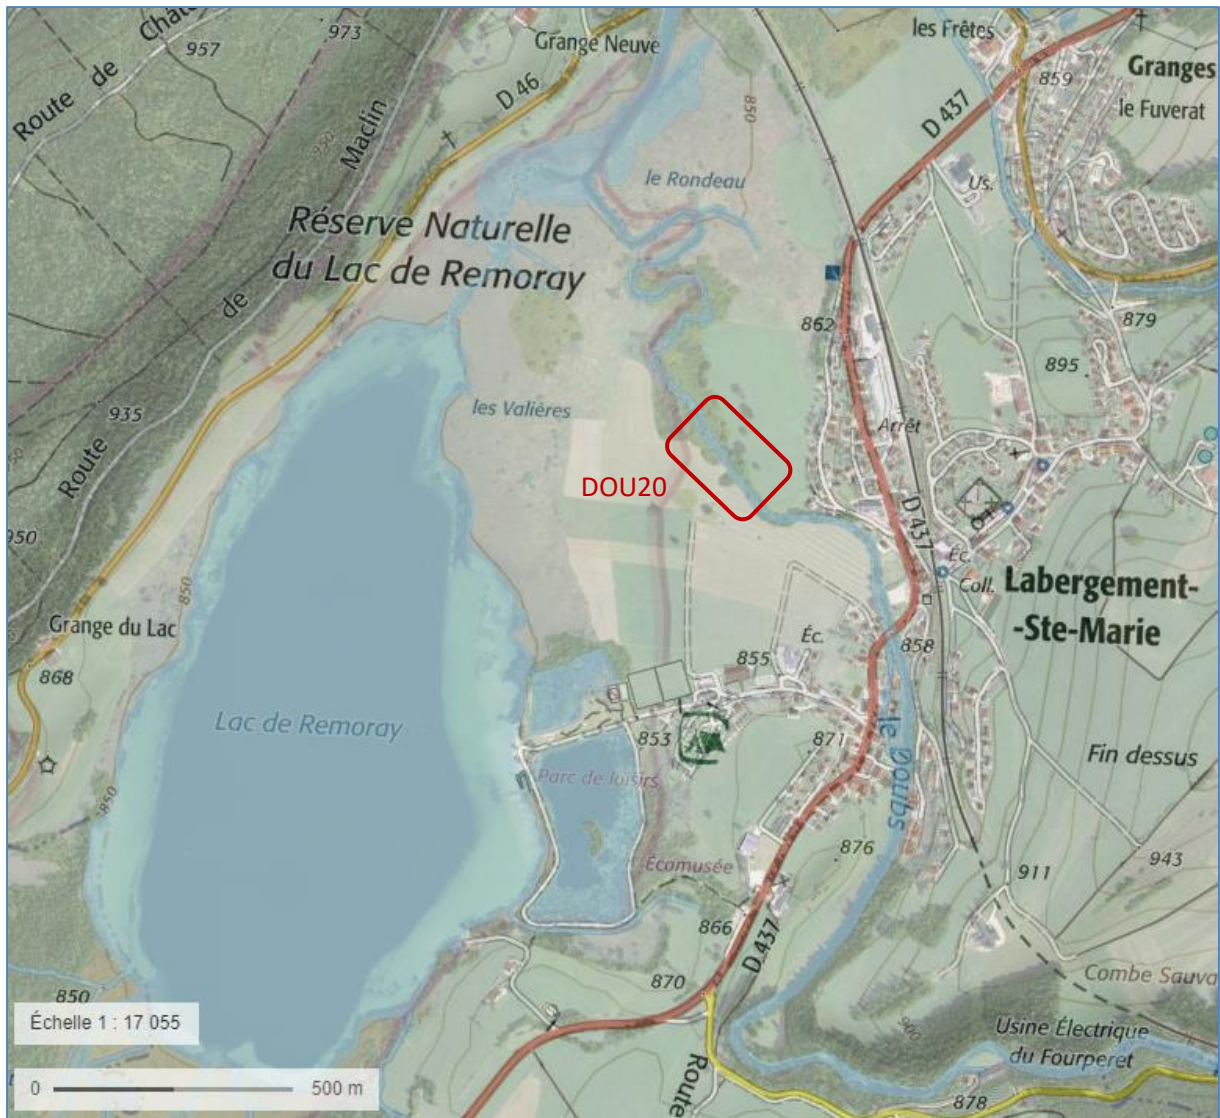 Route de Châte
973
957
Grange Neuve
les Frêtes
859
Granges
le Fuverat
D 46
850
D 437
950
Route de Maclin
le Rondeau
Us.
Réserve Naturelle
du Lac de Remoray
862
879
895
935
les Valières
Arrêt
DOU20
950
D 437
850
Éc.
Coll.
Labergement-
-Ste-Marie
Grange du Lac
868
Éc.
858
855
Lac de Remoray
853
871
le Doubs
Fin dessus
Parc de loisirs
850
876
943
Écomusée
911
866
D 437
870
Combe Sauva
850
Échelle 1 : 17 055
900
Usine Électrique
du Fourperet
0
500 m
Route
878